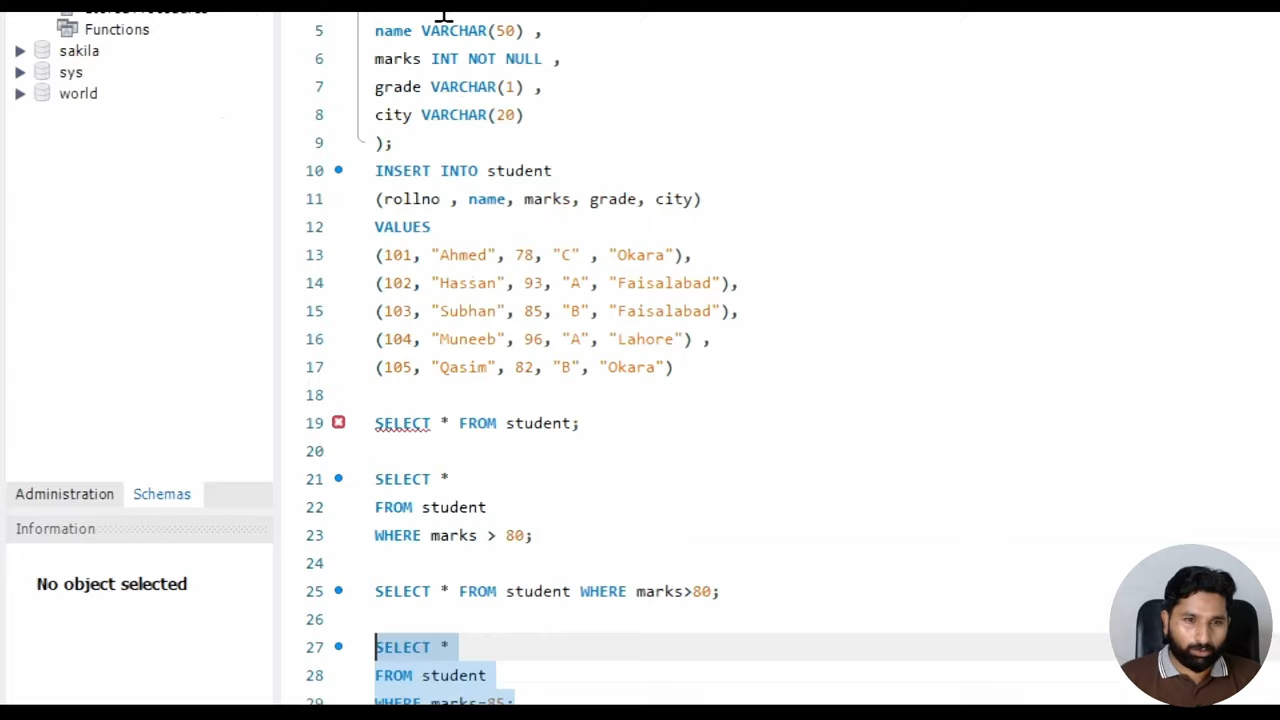 Functions
sakila
sys
world
Administration
Schemas
Information
No object selected
5 name VARCHAR(50) ,
6 marks INT NOT NULL ,
7 grade VARCHAR(1) ,
8 city VARCHAR(20)
9 );
10 INSERT INTO student
11 (rollno , name, marks, grade, city)
12 VALUES
13 (101, "Ahmed", 78, "C" , "Okara"),
14 (102, "Hassan", 93, "A", "Faisalabad"),
15 (103, "Subhan", 85, "B", "Faisalabad"),
16 (104, "Muneeb", 96, "A", "Lahore") ,
17 (105, "Qasim", 82, "B", "Okara")
18
19 SELECT * FROM student;
20
21 SELECT *
22 FROM student
23 WHERE marks > 80;
24
25 SELECT * FROM student WHERE marks>80;
26
27 SELECT *
28 FROM student
29 WHERE marks=85;